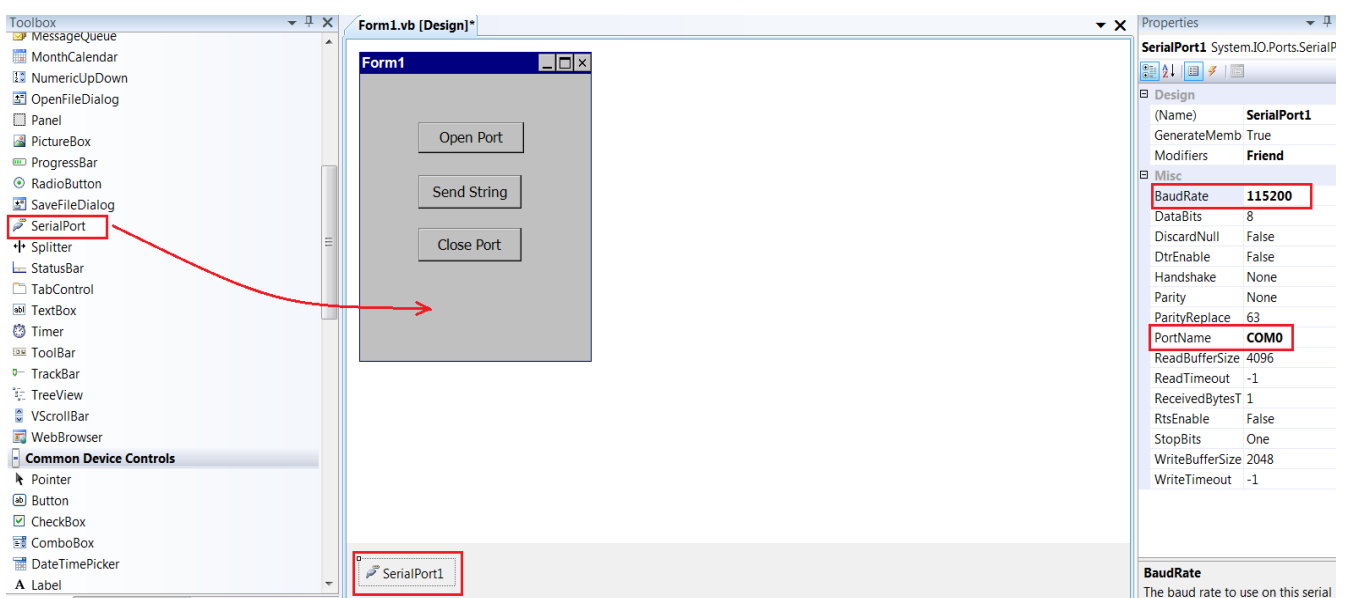 Toolbox
MessageQueue
MonthCalendar
NumericUpDown
OpenFileDialog
Panel
PictureBox
ProgressBar
RadioButton
SaveFileDialog
SerialPort
Splitter
StatusBar
TabControl
TextBox
Timer
ToolBar
TrackBar
TreeView
VScrollBar
WebBrowser
Common Device Controls
Pointer
Button
CheckBox
ComboBox
DateTimePicker
A Label
Form1.vb [Design]*
Form1
Open Port
Send String
Close Port
SerialPort1
Properties
SerialPort1 System.IO.Ports.SerialP
Design
(Name) SerialPort1
GenerateMemb True
Modifiers Friend
Misc
BaudRate 115200
DataBits 8
DiscardNull False
DtrEnable False
Handshake None
Parity None
ParityReplace 63
PortName COM0
ReadBufferSize 4096
ReadTimeout -1
ReceivedBytesT 1
RtsEnable False
StopBits One
WriteBufferSize 2048
WriteTimeout -1
BaudRate
The baud rate to use on this serial